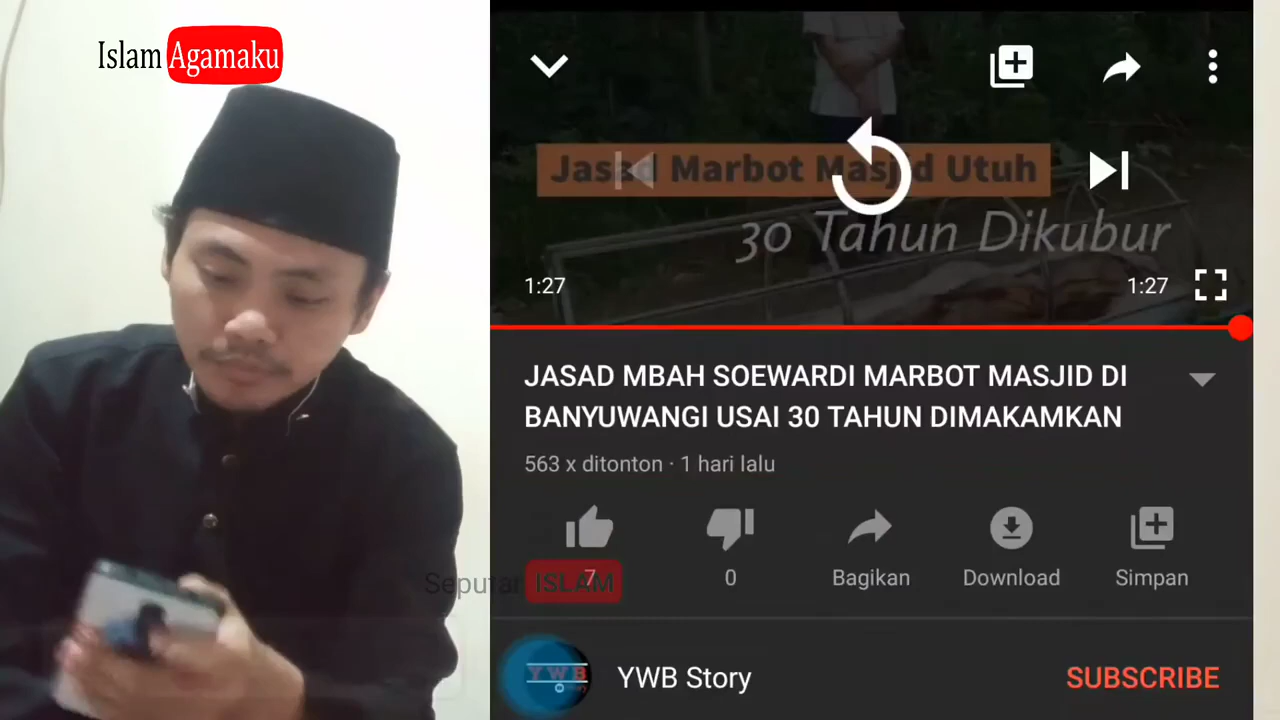 Islam Agamaku
Jasad Marbot Masjid Utuh
30 Tahun Dikubur
1:27
1:27
JASAD MBAH SOEWARDI MARBOT MASJID DI
BANYUWANGI USAI 30 TAHUN DIMAKAMKAN
563 x ditonton · 1 hari lalu
7
0
Bagikan
Download
Simpan
Seputar ISLAM
YWB
YWB Story
SUBSCRIBE